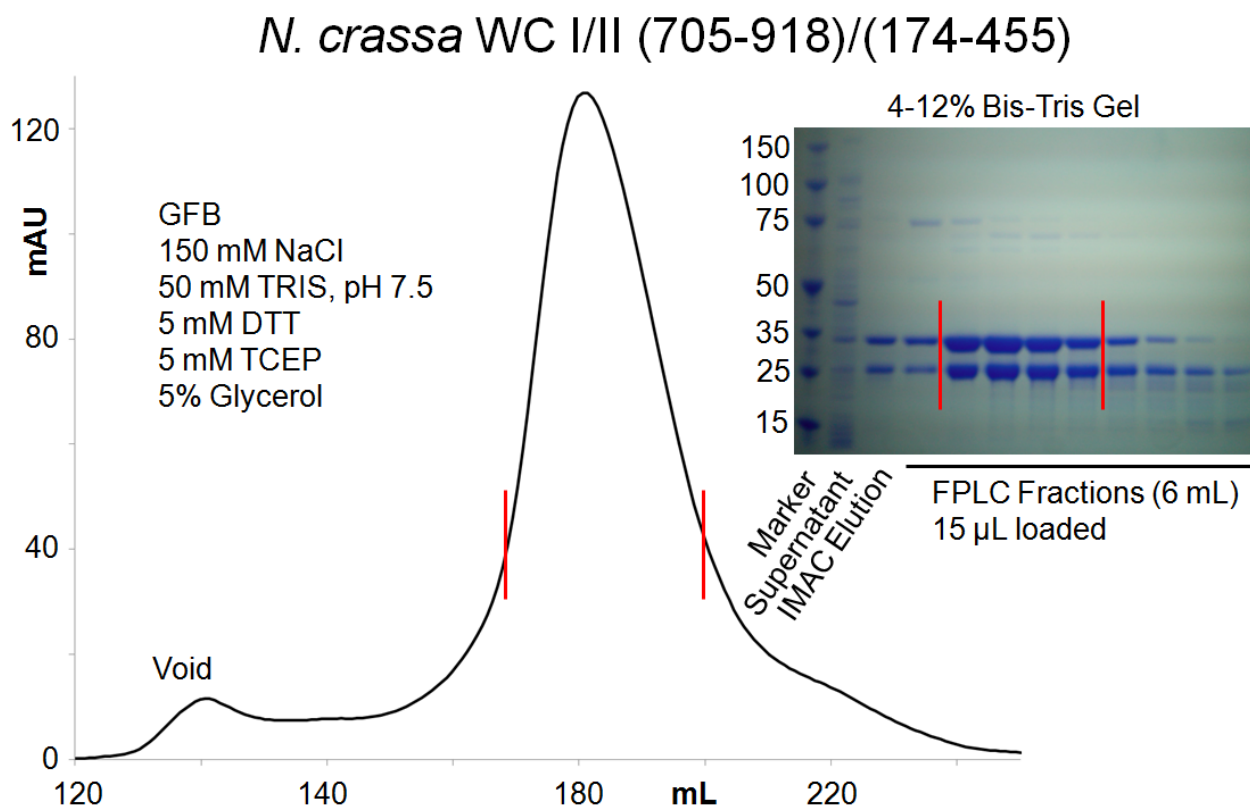 N. crassa WC I/II (705-918)/(174-455)
120
80
40
0
mAU
GFB
150 mM NaCl
50 mM TRIS, pH 7.5
5 mM DTT
5 mM TCEP
5% Glycerol
Void
120
140
180
mL
220
4-12% Bis-Tris Gel
150
100
75
50
35
25
15
Marker
Supernatant
IMAC Elution
FPLC Fractions (6 mL)
15 µL loaded